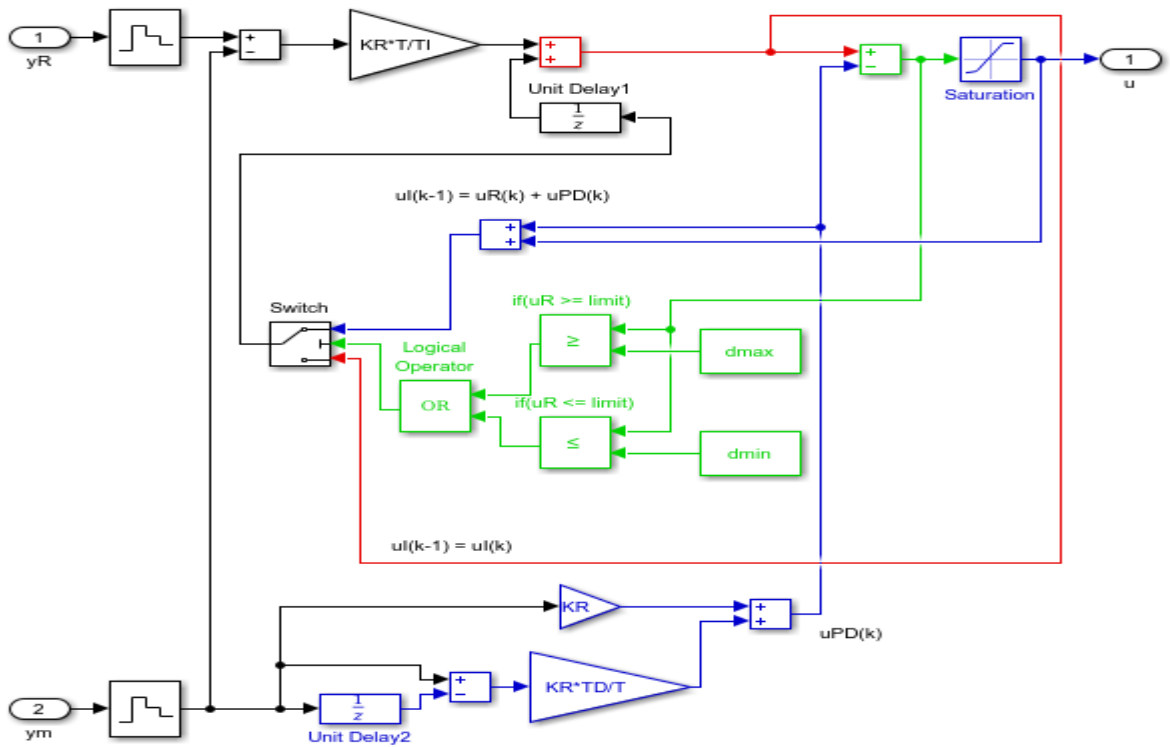 1
yR
+
−
KR*T/TI
+
+
Unit Delay1
1
z
+
−
Saturation
1
u
uI(k-1) = uR(k) + uPD(k)
+
+
Switch
if(uR >= limit)
≥
dmax
Logical
Operator
OR
if(uR <= limit)
≤
dmin
uI(k-1) = uI(k)
KR
+
+
uPD(k)
2
ym
1
z
Unit Delay2
+
−
KR*TD/T